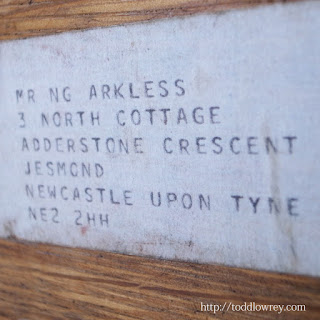 MR NG ARKLESS
3 NORTH COTTAGE
ADDERSTONE CRESCENT
JESMOND
NEWCASTLE UPON TYNE
NE2 2HH
http://toddlowrey.com